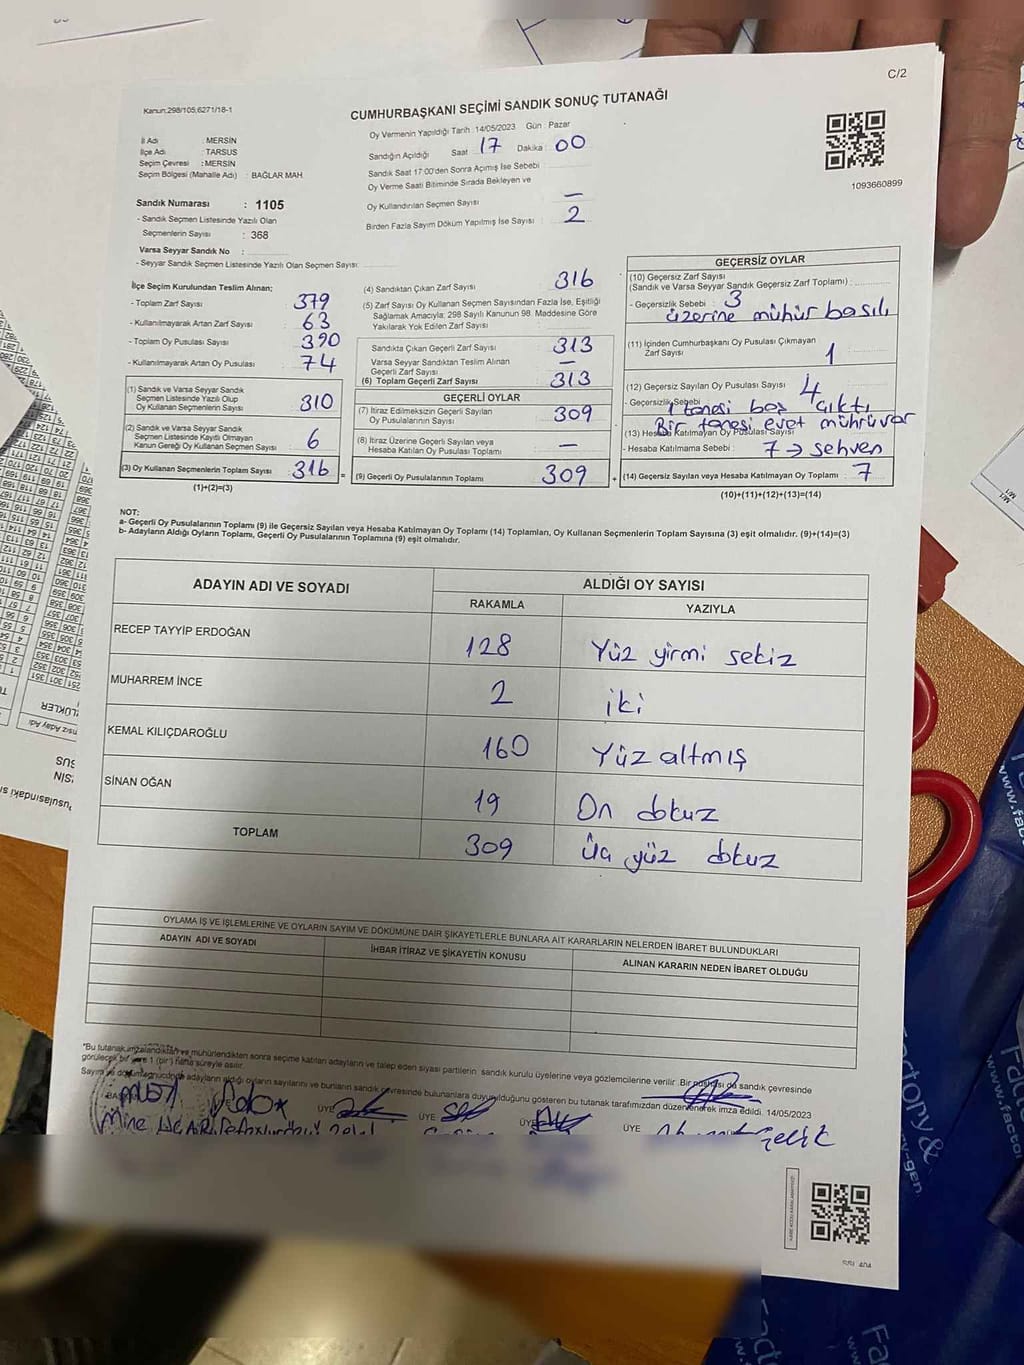 C/2
Kanun:298/105,6271/18-1
CUMHURBAŞKANI SEÇİMİ SANDIK SONUÇ TUTANAĞI
İl Adı : MERSİN
İlçe Adı : TARSUS
Seçim Çevresi : MERSİN
Seçim Bölgesi (Mahalle Adı) : BAĞLAR MAH.
Oy Vermenin Yapıldığı Tarih : 14/05/2023 Gün : Pazar
Sandığın Açıldığı Saat : 17 Dakika : 00
Sandık Saat 17:00'den Sonra Açımış İse Sebebi
Oy Verme Saati Bitiminde Sırada Bekleyen ve
Oy Kullandırılan Seçmen Sayısı : —
Birden Fazla Sayım Döküm Yapılmış İse Sayısı : 2
1093660899
Sandık Numarası : 1105
- Sandık Seçmen Listesinde Yazılı Olan
Seçmenlerin Sayısı : 368
Varsa Seyyar Sandık No :
- Seyyar Sandık Seçmen Listesinde Yazılı Olan Seçmen Sayısı:
İlçe Seçim Kurulundan Teslim Alınan;
- Toplam Zarf Sayısı : 379
- Kullanılmayarak Artan Zarf Sayısı : 63
- Toplam Oy Pusulası Sayısı : 390
- Kullanılmayarak Artan Oy Pusulası : 74
(1) Sandık ve Varsa Seyyar Sandık
Seçmen Listesinde Yazılı Olup
Oy Kullanan Seçmenlerin Sayısı : 310
(2) Sandık ve Varsa Seyyar Sandık
Seçmen Listesinde Kayıtlı Olmayan
Kanun Gereği Oy Kullanan Seçmen Sayısı : 6
(3) Oy Kullanan Seçmenlerin Toplam Sayısı : 316
(1)+(2)=(3)
(4) Sandıktan Çıkan Zarf Sayısı : 316
(5) Zarf Sayısı Oy Kullanan Seçmen Sayısından Fazla İse, Eşitliği
Sağlamak Amacıyla; 298 Sayılı Kanunun 98. Maddesine Göre
Yakılarak Yok Edilen Zarf Sayısı :
Sandıkta Çıkan Geçerli Zarf Sayısı : 313
Varsa Seyyar Sandıktan Teslim Alınan
Geçerli Zarf Sayısı : —
(6) Toplam Geçerli Zarf Sayısı : 313
GEÇERLİ OYLAR
(7) İtiraz Edilmeksizin Geçerli Sayılan
Oy Pusulalarının Sayısı : 309
(8) İtiraz Üzerine Geçerli Sayılan veya
Hesaba Katılan Oy Pusulası Toplamı : —
(9) Geçerli Oy Pusulalarının Toplamı : 309
GEÇERSİZ OYLAR
(10) Geçersiz Zarf Sayısı
(Sandık ve Varsa Seyyar Sandık Geçersiz Zarf Toplamı) :
- Geçersizlik Sebebi : 3
üzerine mühür basılı
(11) İçinden Cumhurbaşkanı Oy Pusulası Çıkmayan
Zarf Sayısı 1
(12) Geçersiz Sayılan Oy Pusulası Sayısı : 4
- Geçersizlik Sebebi :
1 tanesi boş çıktı
Bir tanesi evet mührü var
(13) Hesaba Katılmayan Oy Pusulası Sayısı
- Hesaba Katılmama Sebebi : 7 → sehven
(14) Geçersiz Sayılan veya Hesaba Katılmayan Oy Toplamı : 7
(10)+(11)+(12)+(13)=(14)
NOT:
a- Geçerli Oy Pusulalarının Toplamı (9) ile Geçersiz Sayılan veya Hesaba Katılmayan Oy Toplamı (14) Toplamları, Oy Kullanan Seçmenlerin Toplam Sayısına (3) eşit olmalıdır. (9)+(14)=(3)
b- Adayların Aldığı Oyların Toplamı, Geçerli Oy Pusulalarının Toplamına (9) eşit olmalıdır.
ADAYIN ADI VE SOYADI
ALDIĞI OY SAYISI
RAKAMLA YAZIYLA
RECEP TAYYİP ERDOĞAN 128 Yüz yirmi sekiz
MUHARREM İNCE 2 iki
KEMAL KILIÇDAROĞLU 160 Yüz altmış
SİNAN OĞAN 19 On dokuz
TOPLAM 309 üç yüz dokuz
OYLAMA İŞ VE İŞLEMLERİNE VE OYLARIN SAYIM VE DÖKÜMÜNE DAİR ŞİKAYETLERLE BUNLARA AİT KARARLARIN NELERDEN İBARET BULUNDUKLARI
ADAYIN ADI VE SOYADI İHBAR İTİRAZ VE ŞİKAYETİN KONUSU ALINAN KARARIN NEDEN İBARET OLDUĞU
*Bu tutanak imzalandıktan ve mühürlendikten sonra seçime katılan adayların ve talep eden siyasi partilerin sandık kurulu üyelerine veya gözlemcilerine verilir. Bir nüshası da sandık çevresinde
görülecek bir yere 1 (bir) hafta süreyle asılır.
Sayım ve döküm sonucunda adayların aldığı oyların sayılarını ve bunların sandık çevresinde bulunanlara duyurulduğunu gösteren bu tutanak tarafımızdan düzenlenerek imza edildi. 14/05/2023
ÜYE ÜYE ÜYE ÜYE
Mine
Çelik